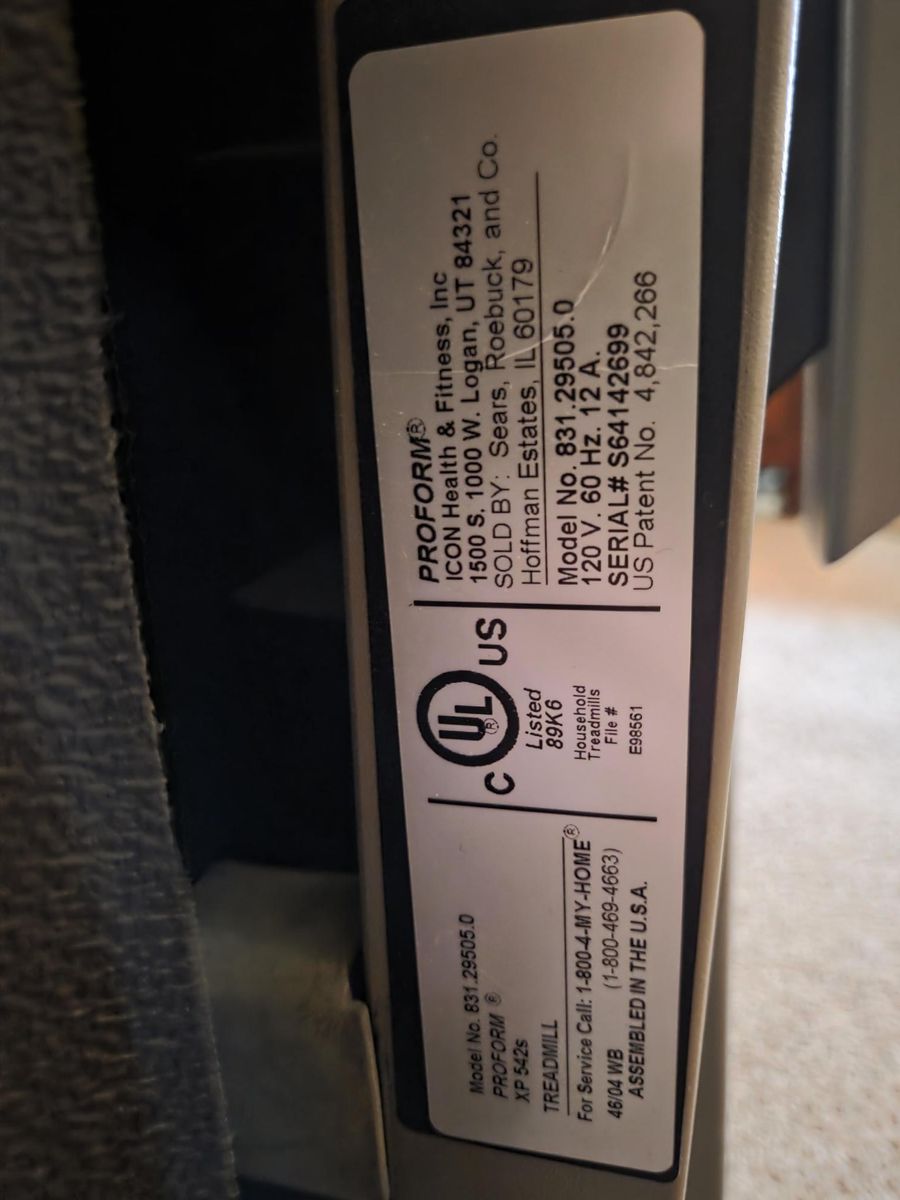 Model No. 831.29505.0
PROFORM ®
XP 542s
TREADMILL
For Service Call: 1-800-4-MY-HOME®
(1-800-469-4663)
46/04 WB
ASSEMBLED IN THE U.S.A.
C UL ® US
Listed
89K6
Household
Treadmills
File #
E98561
PROFORM®
ICON Health & Fitness, Inc
1500 S. 1000 W. Logan, UT 84321
SOLD BY: Sears, Roebuck, and Co.
Hoffman Estates, IL 60179
Model No. 831.29505.0
120 V. 60 Hz. 12 A.
SERIAL# S64142699
US Patent No. 4,842,266